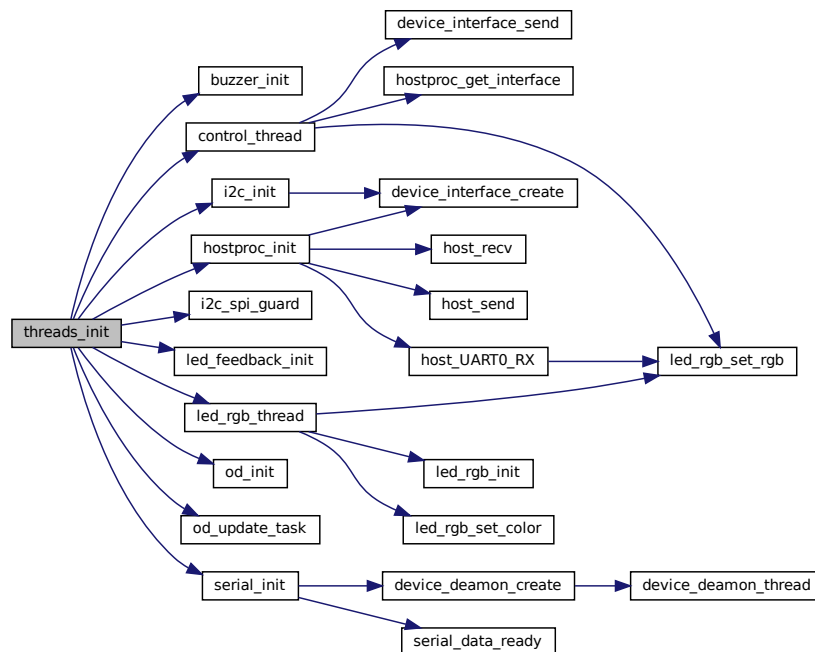 device_interface_send
buzzer_init
hostproc_get_interface
control_thread
i2c_init
device_interface_create
hostproc_init
host_recv
i2c_spi_guard
host_send
threads_init
led_feedback_init
host_UART0_RX
led_rgb_set_rgb
led_rgb_thread
od_init
led_rgb_init
od_update_task
led_rgb_set_color
serial_init
device_deamon_create
device_deamon_thread
serial_data_ready